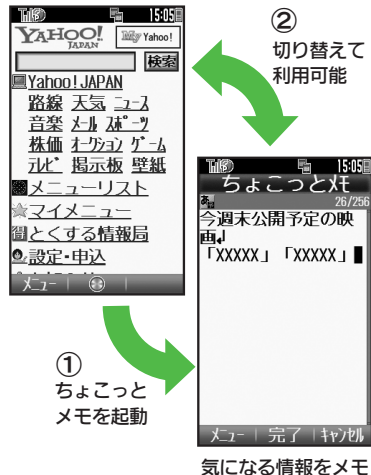 15:05
YAHOO! JAPAN
My Yahoo!
検索
Yahoo! JAPAN
路線 天気 ニュース
音楽 メール スポーツ
株価 オークション ゲーム
テレビ 掲示板 壁紙
メニューリスト
マイメニュー
得とくする情報局
設定・申込
メニュー
②
切り替えて
利用可能
15:05
ちょこっとメモ
あ 26/256
今週末公開予定の映
画↲
「XXXXX」「XXXXX」
メニュー 完了 キャンセル
①
ちょこっと
メモを起動
気になる情報をメモ